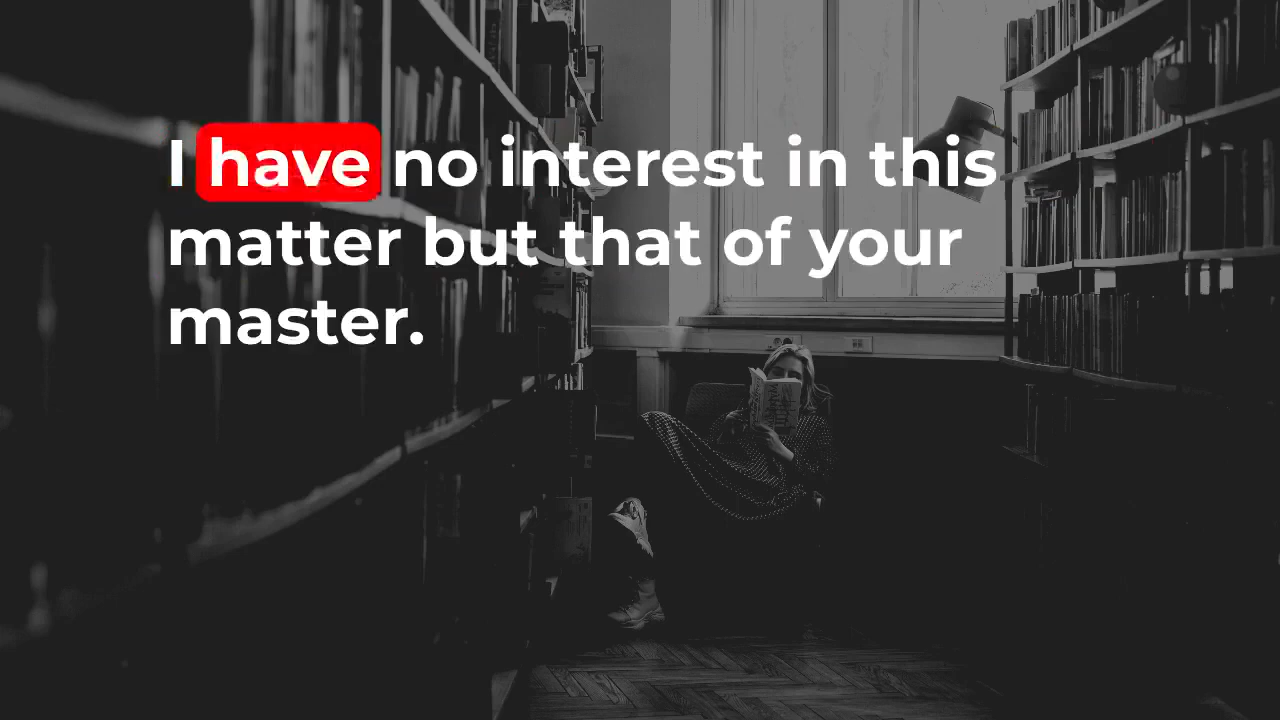 I have no interest in this
matter but that of your
master.